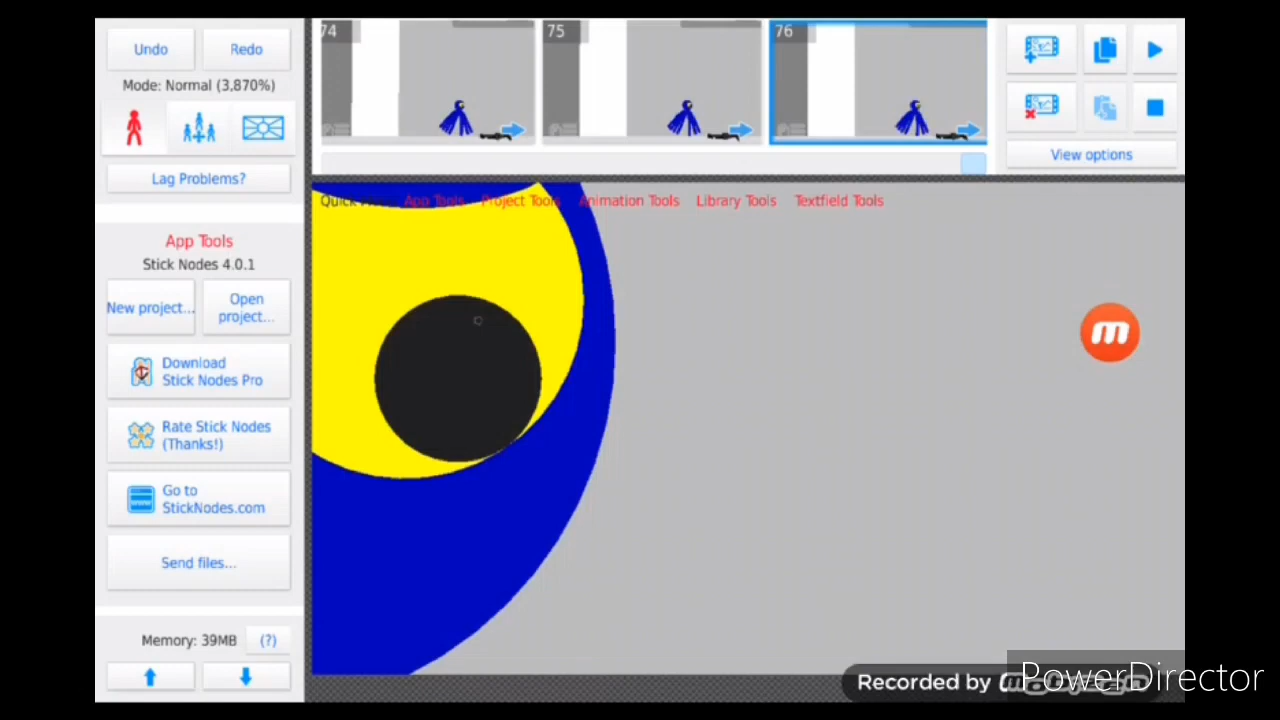 Undo
Redo
Mode: Normal (3,870%)
Lag Problems?
App Tools
Stick Nodes 4.0.1
New project...
Open
project...
Download
Stick Nodes Pro
Rate Stick Nodes
(Thanks!)
Go to
StickNodes.com
Send files...
Memory: 39MB
(?)
74
75
76
View options
Quick
App Tools
Project Tools
Animation Tools
Library Tools
Textfield Tools
m
Recorded by
PowerDirector